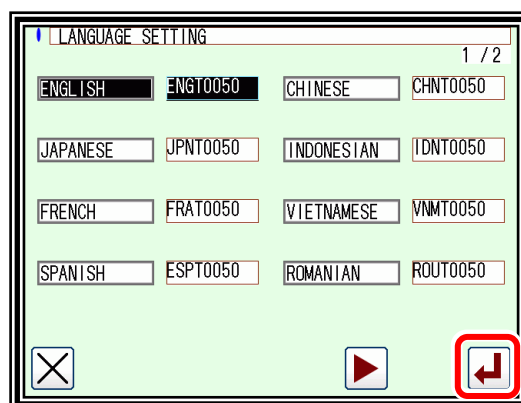 LANGUAGE SETTING
1 /2
ENGLISH ENGT0050 CHINESE CHNT0050
JAPANESE JPNT0050 INDONESIAN IDNT0050
FRENCH FRAT0050 VIETNAMESE VNMT0050
SPANISH ESPT0050 ROMANIAN ROUT0050